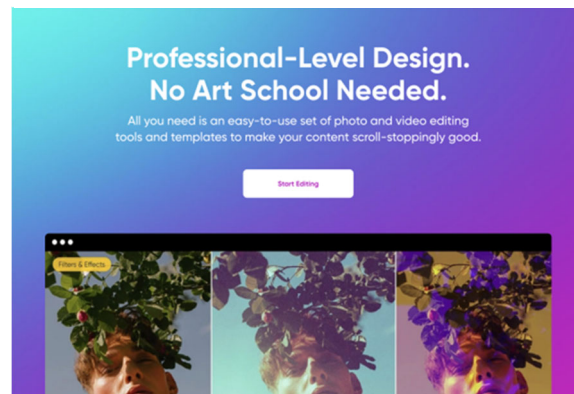 Professional-Level Design.
No Art School Needed.
All you need is an easy-to-use set of photo and video editing
tools and templates to make your content scroll-stoppingly good.
Start Editing
Filters & Effects